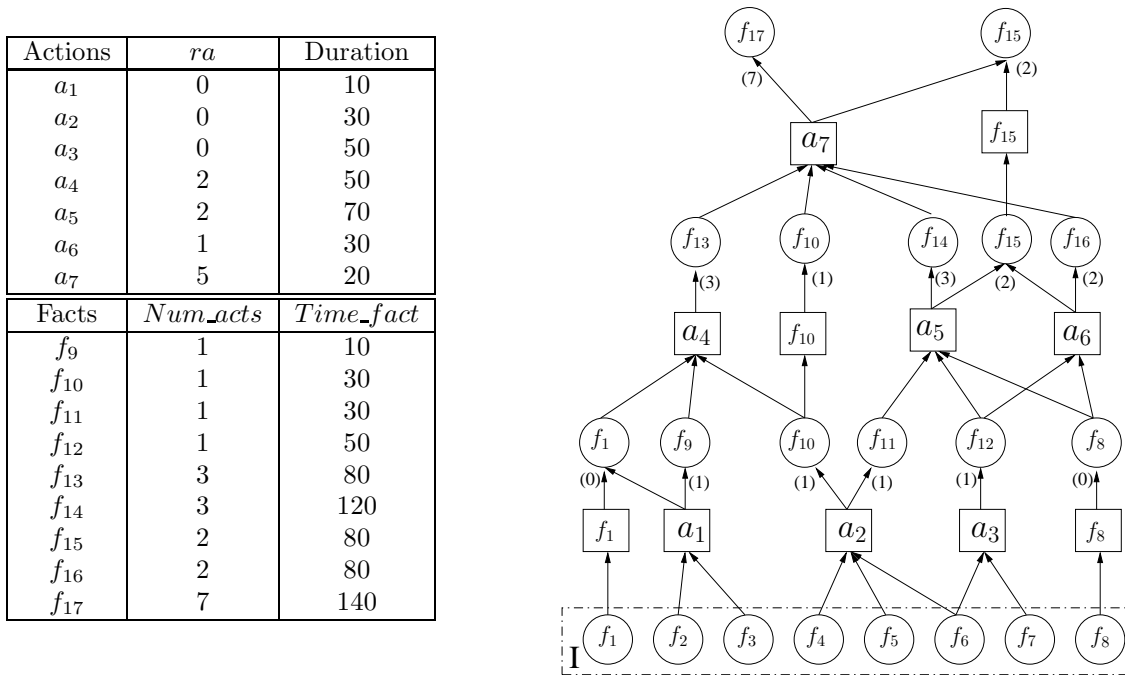 Actions ra Duration
a1 0 10
a2 0 30
a3 0 50
a4 2 50
a5 2 70
a6 1 30
a7 5 20
Facts Num_acts Time_fact
f9 1 10
f10 1 30
f11 1 30
f12 1 50
f13 3 80
f14 3 120
f15 2 80
f16 2 80
f17 7 140
f17 f15
(7) (2)
a7 f15
f13 f10 f14 f15 f16
(3) (1) (3) (2) (2)
a4 f10 a5 a6
f1 f9 f10 f11 f12 f8
(0) (1) (1) (1) (1) (0)
f1 a1 a2 a3 f8
f1 f2 f3 f4 f5 f6 f7 f8
I